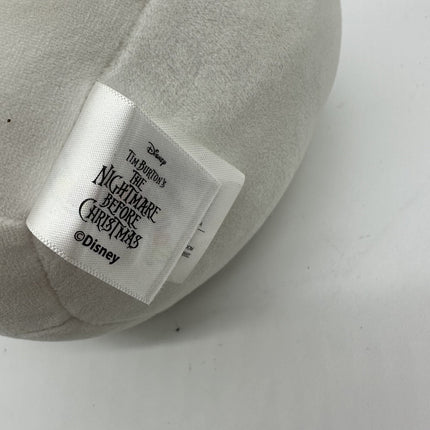 Disney
TIM BURTON'S
THE
NIGHTMARE
BEFORE
CHRISTMAS
©Disney